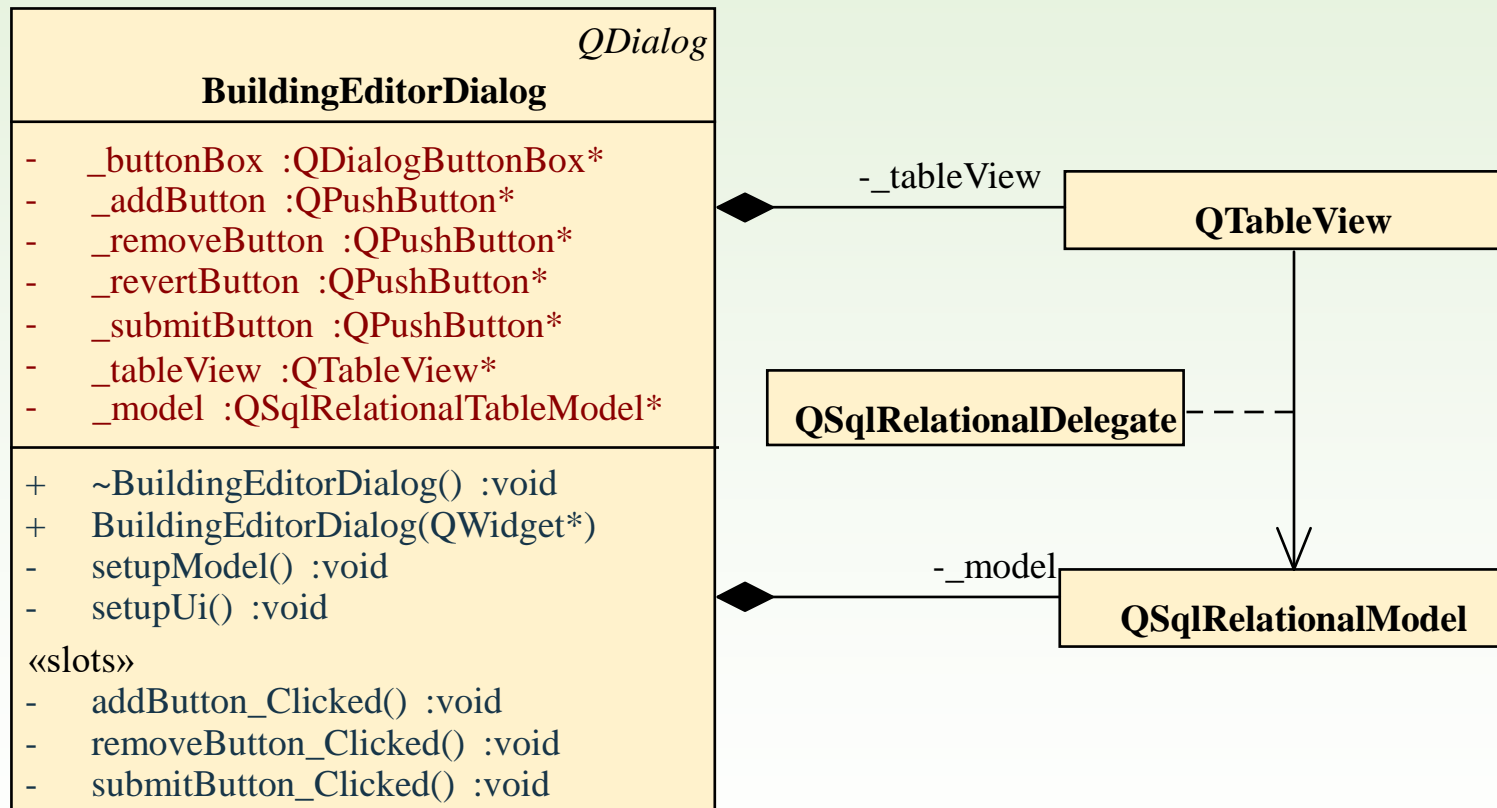 QDialog
BuildingEditorDialog
- _buttonBox :QDialogButtonBox*
- _addButton :QPushButton*
- _removeButton :QPushButton*
- _revertButton :QPushButton*
- _submitButton :QPushButton*
- _tableView :QTableView*
- _model :QSqlRelationalTableModel*
+ ~BuildingEditorDialog() :void
+ BuildingEditorDialog(QWidget*)
- setupModel() :void
- setupUi() :void
«slots»
- addButton_Clicked() :void
- removeButton_Clicked() :void
- submitButton_Clicked() :void
-_tableView
QTableView
QSqlRelationalDelegate
-_model
QSqlRelationalModel